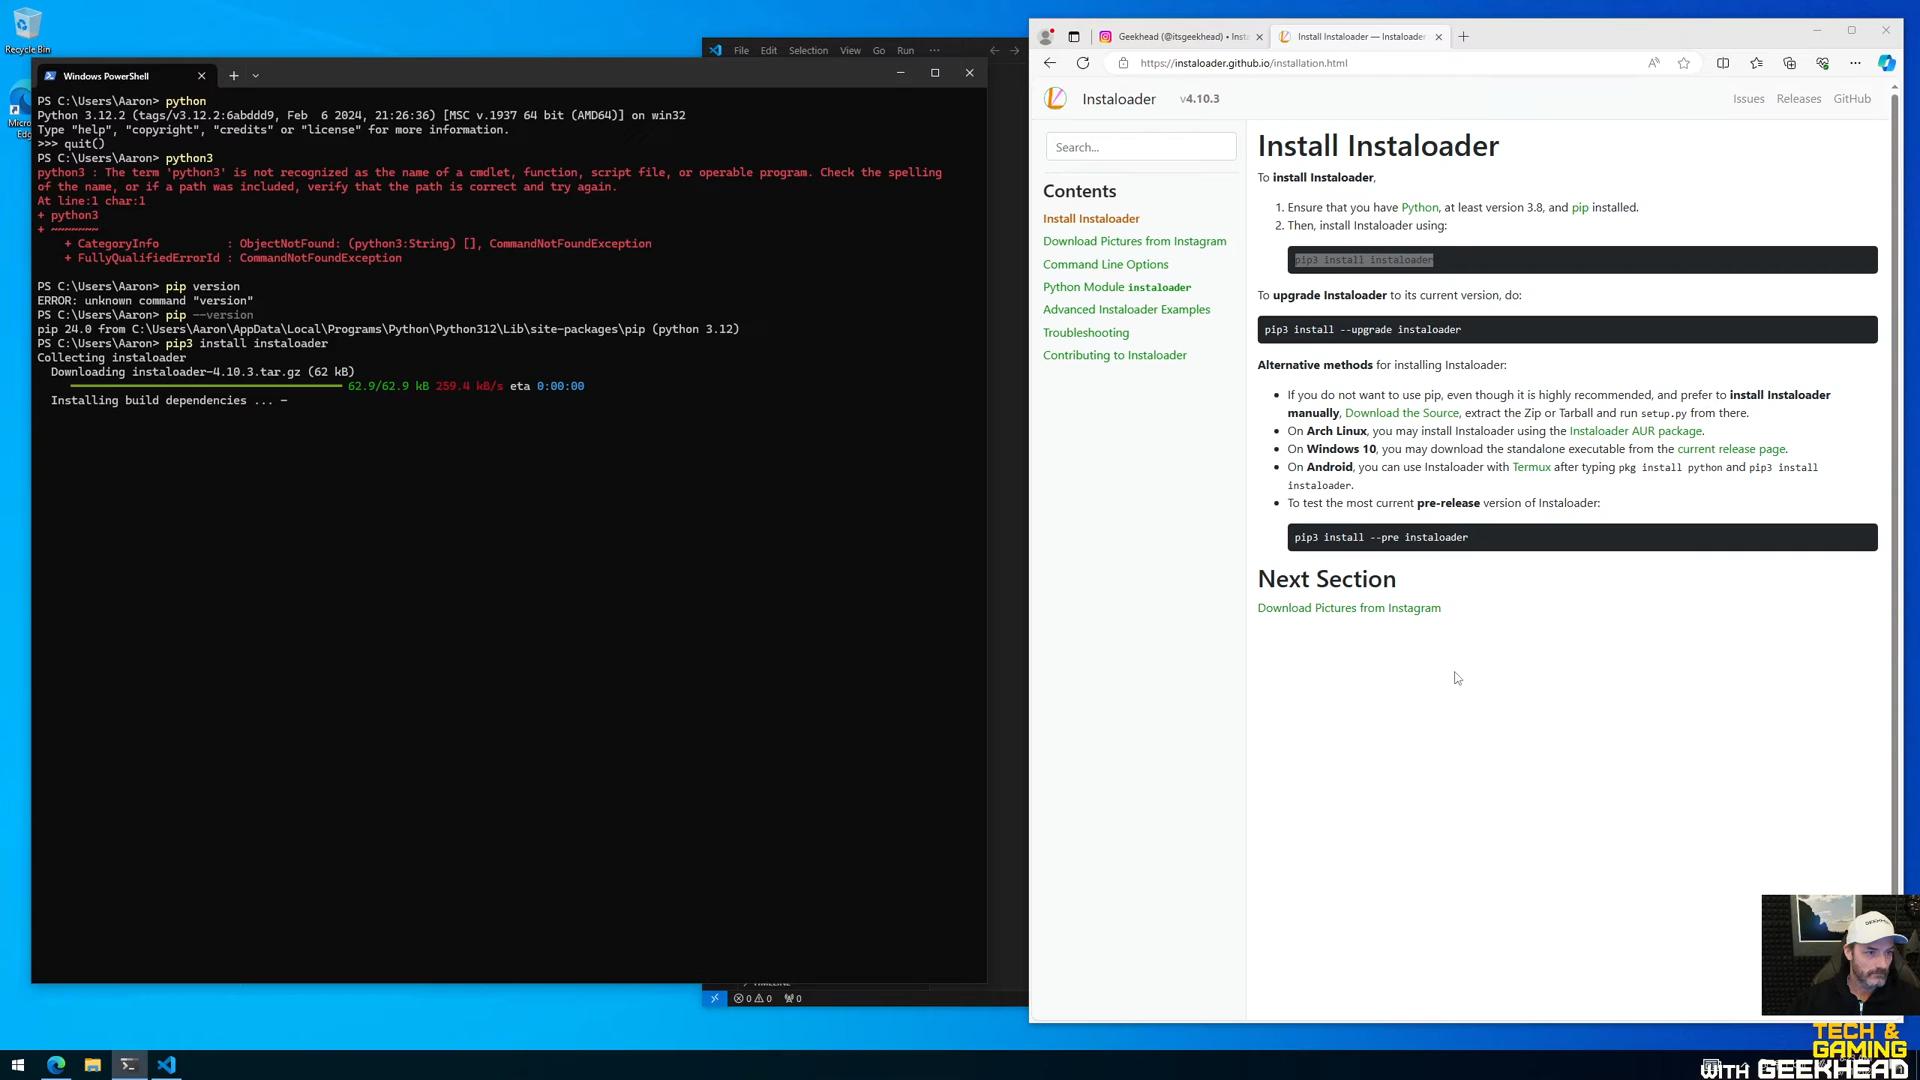 Recycle Bin
Micros
Edg
Windows PowerShell
PS C:\Users\Aaron> python
Python 3.12.2 (tags/v3.12.2:6abddd9, Feb  6 2024, 21:26:36) [MSC v.1937 64 bit (AMD64)] on win32
Type "help", "copyright", "credits" or "license" for more information.
>>> quit()
PS C:\Users\Aaron> python3
python3 : The term 'python3' is not recognized as the name of a cmdlet, function, script file, or operable program. Check the spelling
of the name, or if a path was included, verify that the path is correct and try again.
At line:1 char:1
+ python3
+ ~~~~~~~
+ CategoryInfo          : ObjectNotFound: (python3:String) [], CommandNotFoundException
+ FullyQualifiedErrorId : CommandNotFoundException
PS C:\Users\Aaron> pip version
ERROR: unknown command "version"
PS C:\Users\Aaron> pip --version
pip 24.0 from C:\Users\Aaron\AppData\Local\Programs\Python\Python312\Lib\site-packages\pip (python 3.12)
PS C:\Users\Aaron> pip3 install instaloader
Collecting instaloader
Downloading instaloader-4.10.3.tar.gz (62 kB)
62.9/62.9 kB 259.4 kB/s eta 0:00:00
Installing build dependencies ... -
File Edit Selection View Go Run ...
TIMELINE
0 0 0
Geekhead (@itsgeekhead) • Insta
Install Instaloader — Instaloader
https://instaloader.github.io/installation.html
Instaloader v4.10.3
Issues Releases GitHub
Search...
Contents
Install Instaloader
Download Pictures from Instagram
Command Line Options
Python Module instaloader
Advanced Instaloader Examples
Troubleshooting
Contributing to Instaloader
Install Instaloader
To install Instaloader,
1. Ensure that you have Python, at least version 3.8, and pip installed.
2. Then, install Instaloader using:
pip3 install instaloader
To upgrade Instaloader to its current version, do:
pip3 install --upgrade instaloader
Alternative methods for installing Instaloader:
• If you do not want to use pip, even though it is highly recommended, and prefer to install Instaloader
manually, Download the Source, extract the Zip or Tarball and run setup.py from there.
• On Arch Linux, you may install Instaloader using the Instaloader AUR package.
• On Windows 10, you may download the standalone executable from the current release page.
• On Android, you can use Instaloader with Termux after typing pkg install python and pip3 install
instaloader.
• To test the most current pre-release version of Instaloader:
pip3 install --pre instaloader
Next Section
Download Pictures from Instagram
TECH &
GAMING
WITH GEEKHEAD